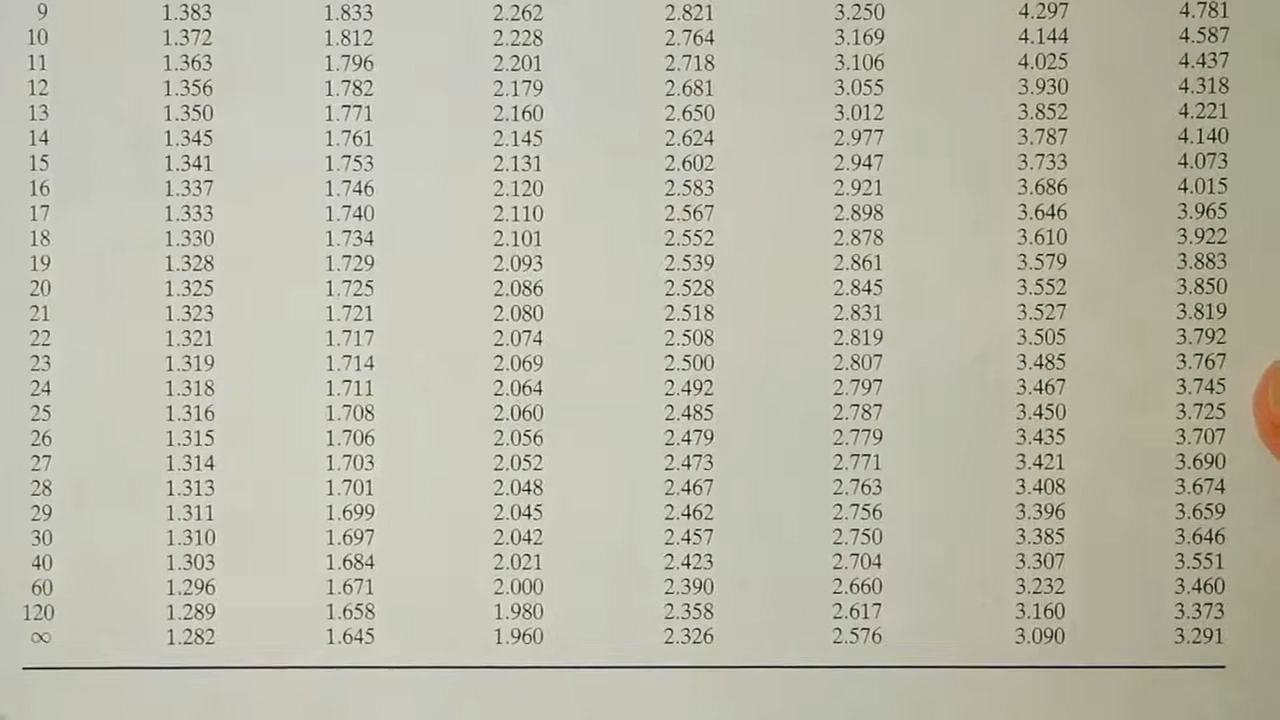 9 1.383 1.833 2.262 2.821 3.250 4.297 4.781
10 1.372 1.812 2.228 2.764 3.169 4.144 4.587
11 1.363 1.796 2.201 2.718 3.106 4.025 4.437
12 1.356 1.782 2.179 2.681 3.055 3.930 4.318
13 1.350 1.771 2.160 2.650 3.012 3.852 4.221
14 1.345 1.761 2.145 2.624 2.977 3.787 4.140
15 1.341 1.753 2.131 2.602 2.947 3.733 4.073
16 1.337 1.746 2.120 2.583 2.921 3.686 4.015
17 1.333 1.740 2.110 2.567 2.898 3.646 3.965
18 1.330 1.734 2.101 2.552 2.878 3.610 3.922
19 1.328 1.729 2.093 2.539 2.861 3.579 3.883
20 1.325 1.725 2.086 2.528 2.845 3.552 3.850
21 1.323 1.721 2.080 2.518 2.831 3.527 3.819
22 1.321 1.717 2.074 2.508 2.819 3.505 3.792
23 1.319 1.714 2.069 2.500 2.807 3.485 3.767
24 1.318 1.711 2.064 2.492 2.797 3.467 3.745
25 1.316 1.708 2.060 2.485 2.787 3.450 3.725
26 1.315 1.706 2.056 2.479 2.779 3.435 3.707
27 1.314 1.703 2.052 2.473 2.771 3.421 3.690
28 1.313 1.701 2.048 2.467 2.763 3.408 3.674
29 1.311 1.699 2.045 2.462 2.756 3.396 3.659
30 1.310 1.697 2.042 2.457 2.750 3.385 3.646
40 1.303 1.684 2.021 2.423 2.704 3.307 3.551
60 1.296 1.671 2.000 2.390 2.660 3.232 3.460
120 1.289 1.658 1.980 2.358 2.617 3.160 3.373
∞ 1.282 1.645 1.960 2.326 2.576 3.090 3.291